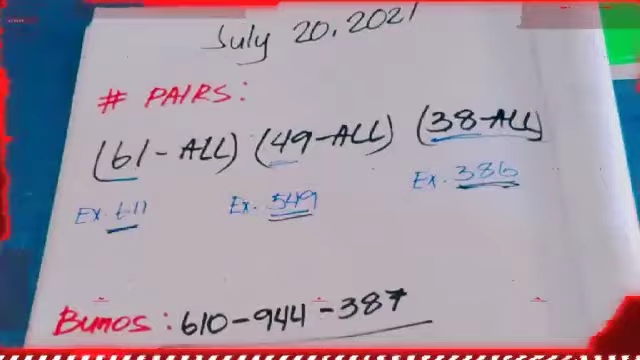 July 20, 2021
# PAIRS:
(61-ALL) (49-ALL) (38-ALL)
Ex. 611 Ex. 549 Ex. 386
Bunos: 610-944-387